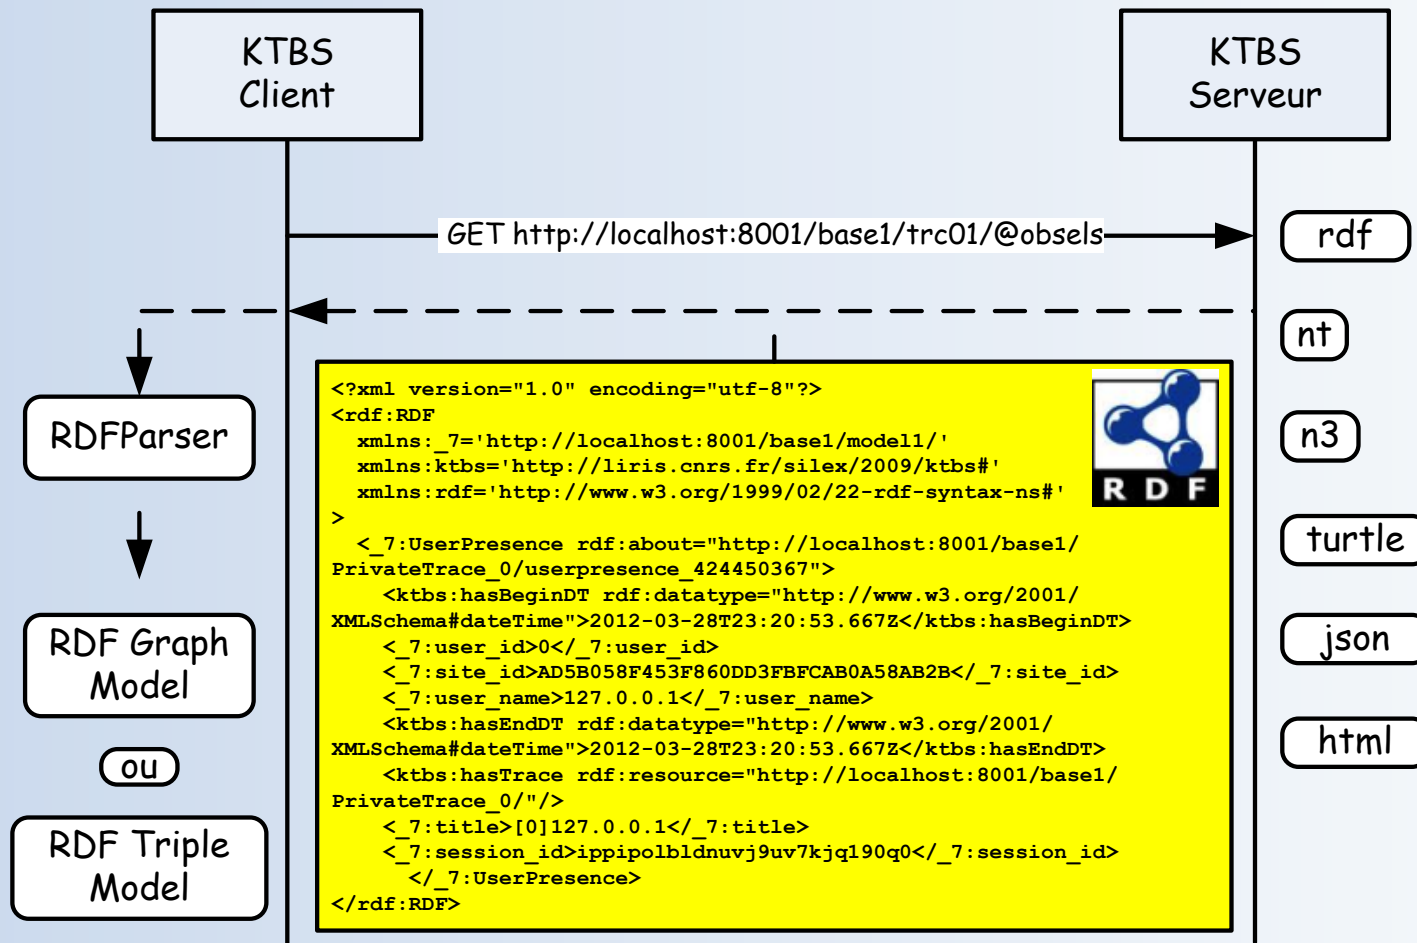 KTBS
Client
KTBS
Serveur
GET http://localhost:8001/base1/trc01/@obsels
rdf
nt
n3
turtle
json
html
RDFParser
RDF Graph
Model
ou
RDF Triple
Model
<?xml version="1.0" encoding="utf-8"?>
<rdf:RDF
xmlns:_7='http://localhost:8001/base1/model1/'
xmlns:ktbs='http://liris.cnrs.fr/silex/2009/ktbs#'
xmlns:rdf='http://www.w3.org/1999/02/22-rdf-syntax-ns#'
>
<_7:UserPresence rdf:about="http://localhost:8001/base1/
PrivateTrace_0/userpresence_424450367">
<ktbs:hasBeginDT rdf:datatype="http://www.w3.org/2001/
XMLSchema#dateTime">2012-03-28T23:20:53.667Z</ktbs:hasBeginDT>
<_7:user_id>0</_7:user_id>
<_7:site_id>AD5B058F453F860DD3FBFCAB0A58AB2B</_7:site_id>
<_7:user_name>127.0.0.1</_7:user_name>
<ktbs:hasEndDT rdf:datatype="http://www.w3.org/2001/
XMLSchema#dateTime">2012-03-28T23:20:53.667Z</ktbs:hasEndDT>
<ktbs:hasTrace rdf:resource="http://localhost:8001/base1/
PrivateTrace_0/"/>
<_7:title>[0]127.0.0.1</_7:title>
<_7:session_id>ippipolbldnuvj9uv7kjq190q0</_7:session_id>
</_7:UserPresence>
</rdf:RDF>
RDF